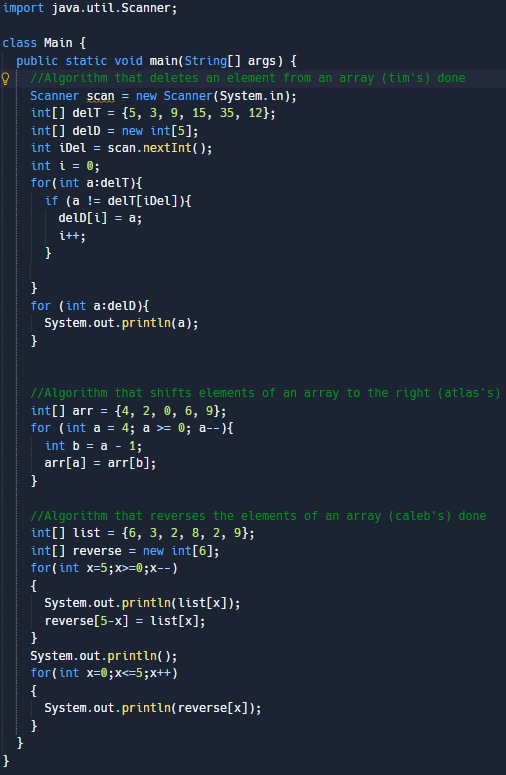 import java.util.Scanner;

class Main {
  public static void main(String[] args) {
    //Algorithm that deletes an element from an array (tim's) done
    Scanner scan = new Scanner(System.in);
    int[] delT = {5, 3, 9, 15, 35, 12};
    int[] delD = new int[5];
    int iDel = scan.nextInt();
    int i = 0;
    for(int a:delT){
      if (a != delT[iDel]){
        delD[i] = a;
        i++;
      }

    }
    for (int a:delD){
      System.out.println(a);
    }


    //Algorithm that shifts elements of an array to the right (atlas's)
    int[] arr = {4, 2, 0, 6, 9};
    for (int a = 4; a >= 0; a--){
      int b = a - 1;
      arr[a] = arr[b];
    }

    //Algorithm that reverses the elements of an array (caleb's) done
    int[] list = {6, 3, 2, 8, 2, 9};
    int[] reverse = new int[6];
    for(int x=5;x>=0;x--)
    {
      System.out.println(list[x]);
      reverse[5-x] = list[x];
    }
    System.out.println();
    for(int x=0;x<=5;x++)
    {
      System.out.println(reverse[x]);
    }
  }
}